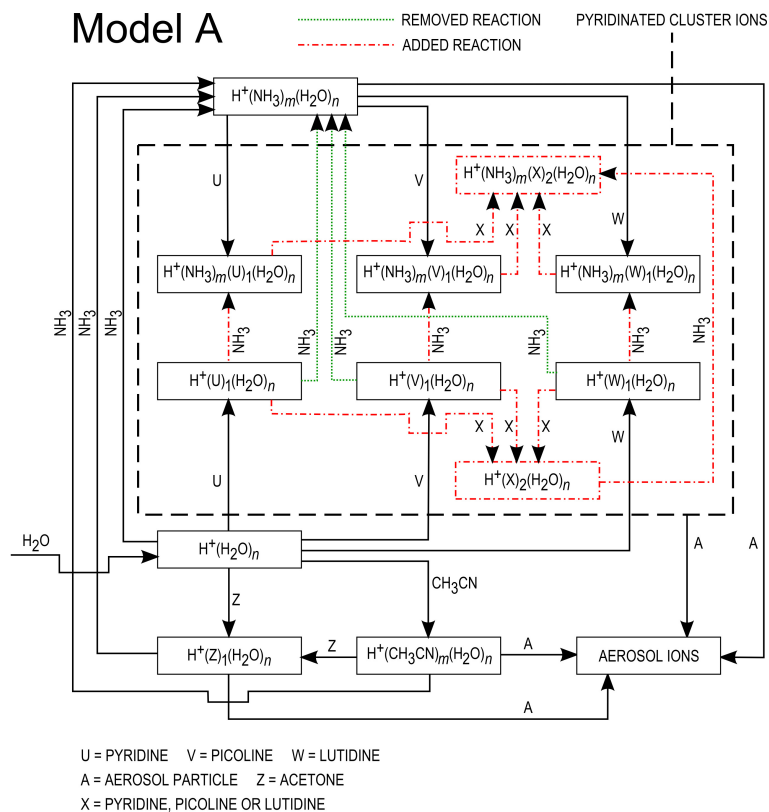 Model A
REMOVED REACTION
ADDED REACTION
PYRIDINATED CLUSTER IONS
H+(NH3)m(H2O)n
U
V
H+(NH3)m(X)2(H2O)n
W
X
X
X
H+(NH3)m(U)1(H2O)n
H+(NH3)m(V)1(H2O)n
H+(NH3)m(W)1(H2O)n
NH3
NH3
NH3
NH3
NH3
NH3
NH3
NH3
NH3
NH3
H+(U)1(H2O)n
H+(V)1(H2O)n
H+(W)1(H2O)n
X
X
X
W
U
V
H+(X)2(H2O)n
H2O
H+(H2O)n
A
A
Z
CH3CN
H+(Z)1(H2O)n
Z
H+(CH3CN)m(H2O)n
A
AEROSOL IONS
A
U = PYRIDINE V = PICOLINE W = LUTIDINE
A = AEROSOL PARTICLE Z = ACETONE
X = PYRIDINE, PICOLINE OR LUTIDINE